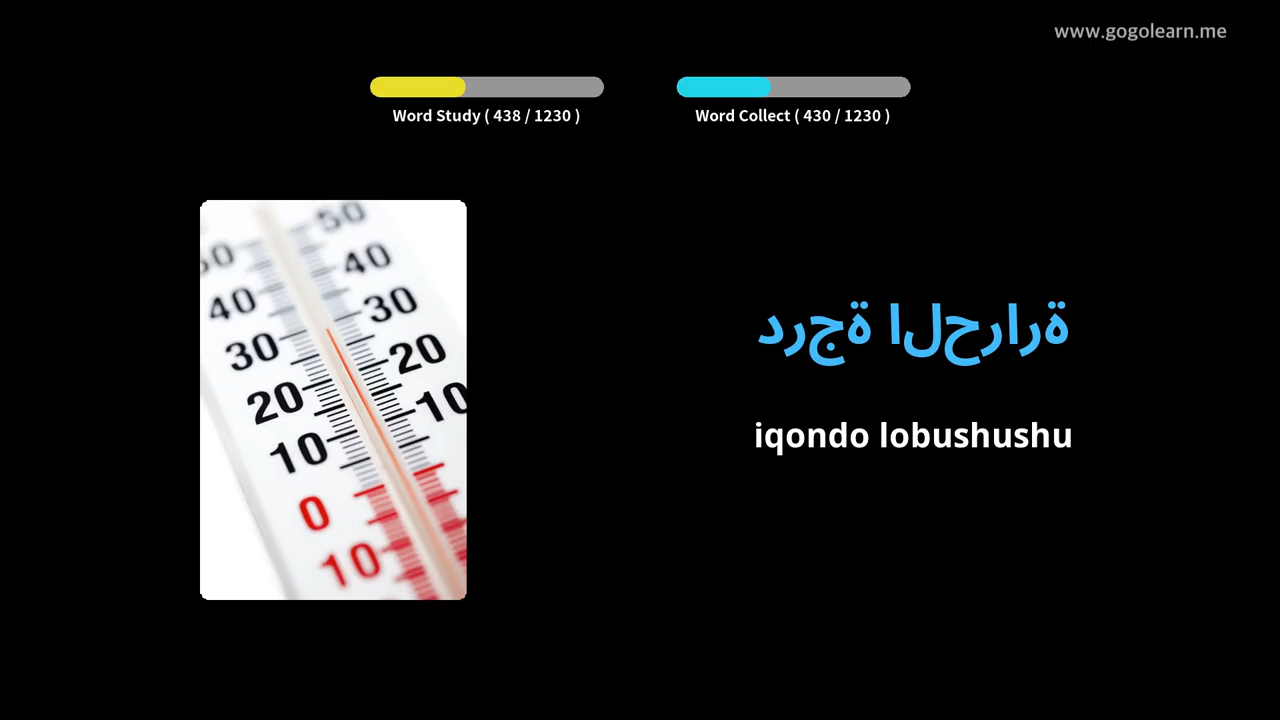 www.gogolearn.me
Word Study ( 438 / 1230 )
Word Collect ( 430 / 1230 )
50
50 40
40 30
30 20
20 10
10
0
10
درجة الحرارة
iqondo lobushushu